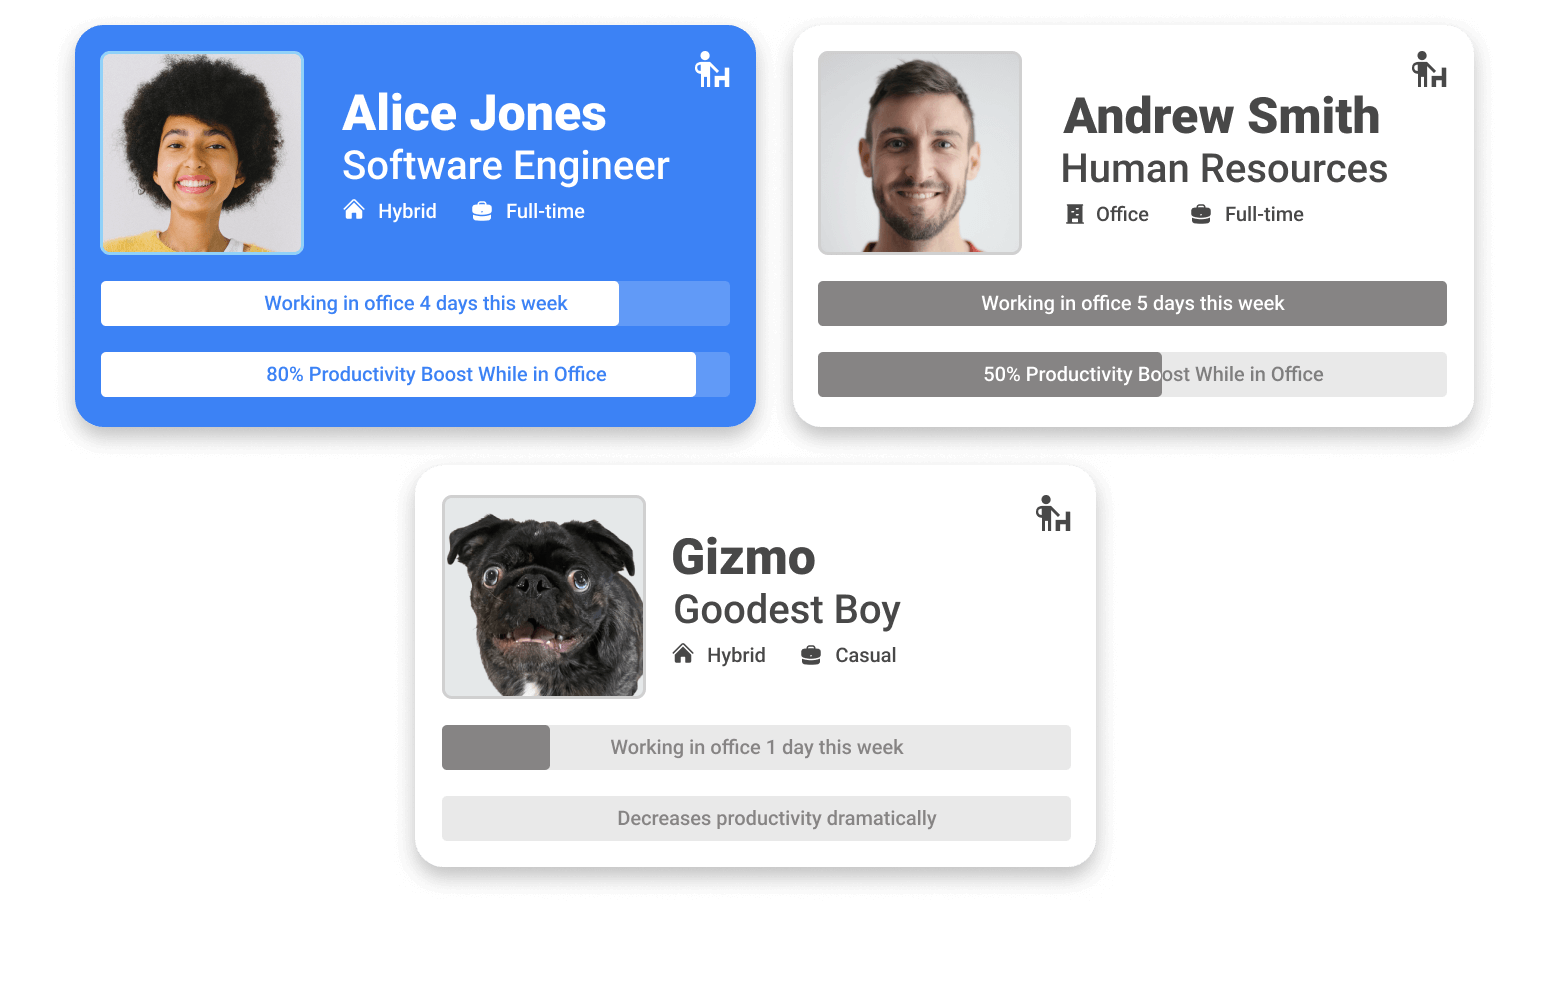 Alice Jones
Software Engineer
Hybrid Full-time
Working in office 4 days this week
80% Productivity Boost While in Office
Andrew Smith
Human Resources
Office Full-time
Working in office 5 days this week
50% Productivity Boost While in Office
Gizmo
Goodest Boy
Hybrid Casual
Working in office 1 day this week
Decreases productivity dramatically